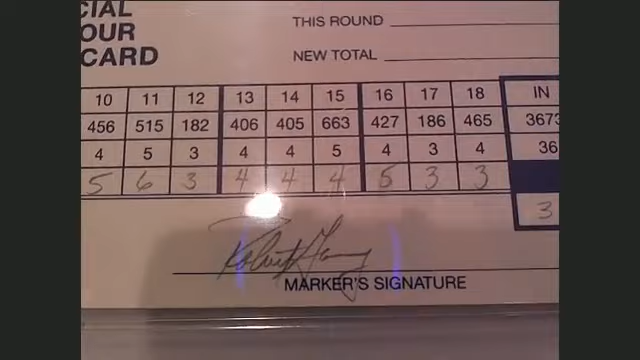 CIAL
OUR
CARD
THIS ROUND
NEW TOTAL
10 11 12 13 14 15 16 17 18 IN
456 515 182 406 405 663 427 186 465 3673
4 5 3 4 4 5 4 3 4 36
5 6 3 4 4 4 5 3 3
3
Robert
MARKER'S SIGNATURE